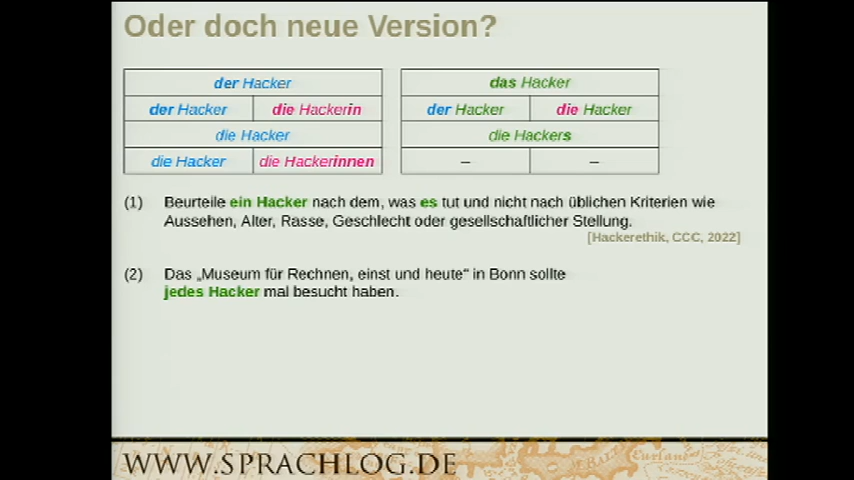 Oder doch neue Version?
der Hacker
der Hacker die Hackerin
die Hacker
die Hacker die Hackerinnen
das Hacker
der Hacker die Hacker
die Hackers
– –
(1) Beurteile ein Hacker nach dem, was es tut und nicht nach üblichen Kriterien wie
Aussehen, Alter, Rasse, Geschlecht oder gesellschaftlicher Stellung.
[Hackerethik, CCC, 2022]
(2) Das „Museum für Rechnen, einst und heute“ in Bonn sollte
jedes Hacker mal besucht haben.
WWW.SPRACHLOG.DE